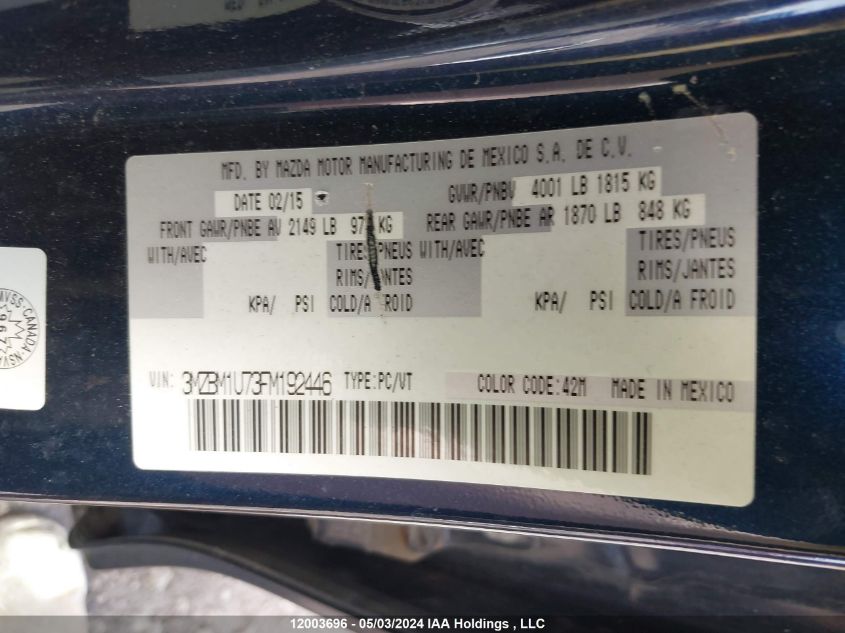 MFD. BY MAZDA MOTOR MANUFACTURING DE MEXICO S.A. DE C.V.
DATE 02/15 GVWR/PNBV 4001 LB 1815 KG
FRONT GAWR/PNBE AV 2149 LB KG REAR GAWR/PNBE AR 1870 LB 848 KG
WITH/AVEC TIRES/PNEUS WITH/AVEC TIRES/PNEUS
RIMS/JANTES RIMS/JANTES
KPA/ PSI COLD/A FROID KPA/ PSI COLD/A FROID
VIN: 3MZBM1U73FM192446 TYPE:PC/VT COLOR CODE:42M MADE IN MEXICO
CANADA
12003696 - 05/03/2024 IAA Holdings , LLC